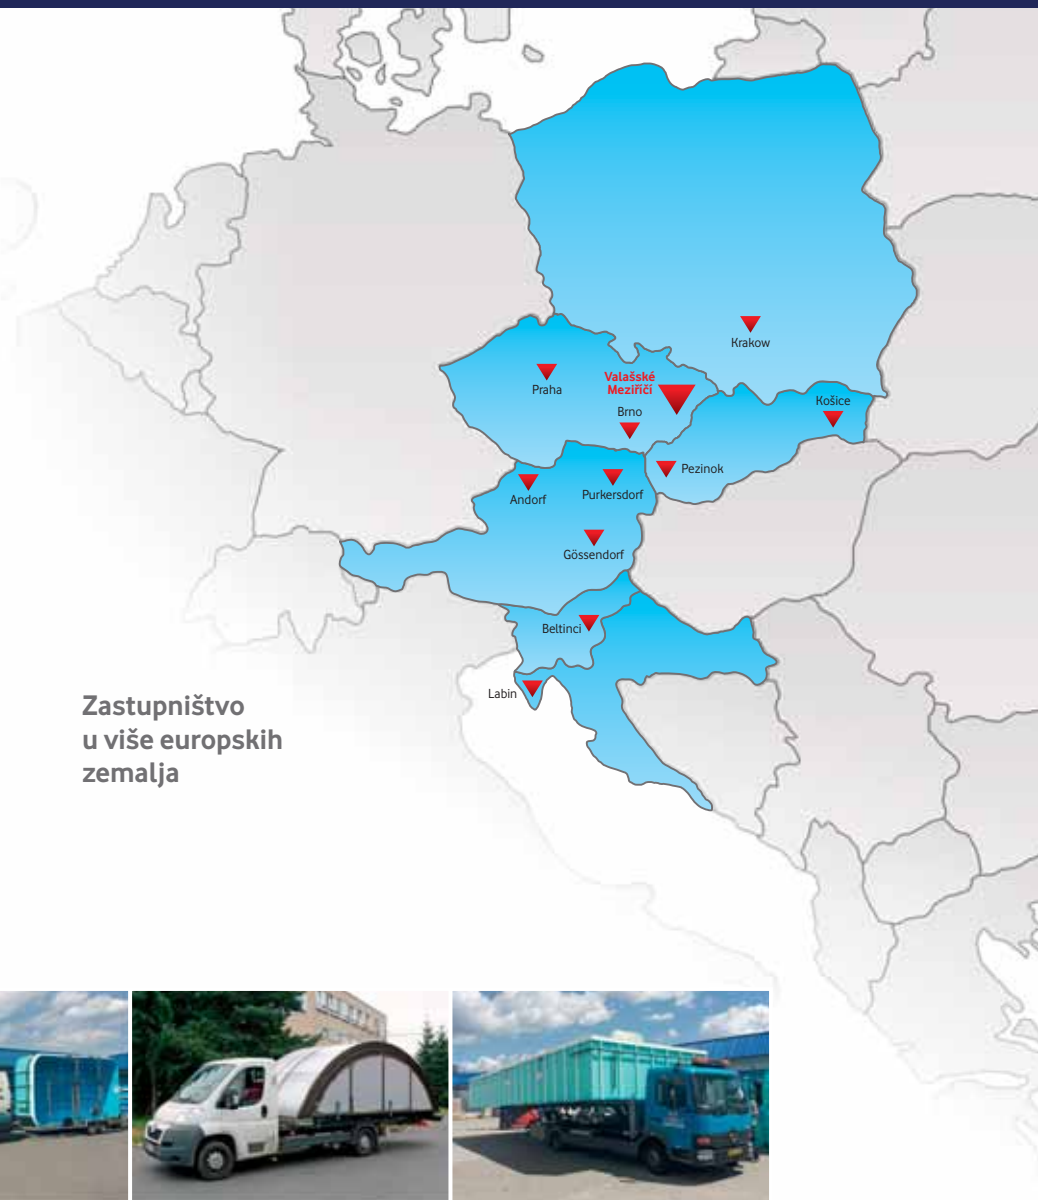 Krakow
Praha
Valašské
Meziříčí
Košice
Brno
Pezinok
Andorf
Purkersdorf
Gössendorf
Beltinci
Labin
Zastupništvo
u više europskih
zemalja